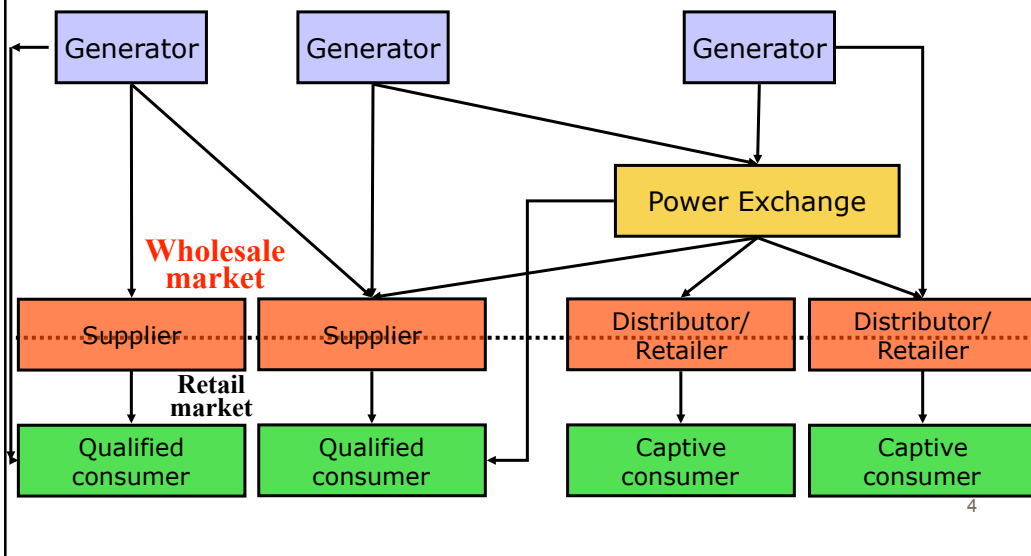 Generator
Generator
Generator
Power Exchange
Wholesale
market
Supplier
Supplier
Distributor/
Retailer
Distributor/
Retailer
Retail
market
Qualified
consumer
Qualified
consumer
Captive
consumer
Captive
consumer
4